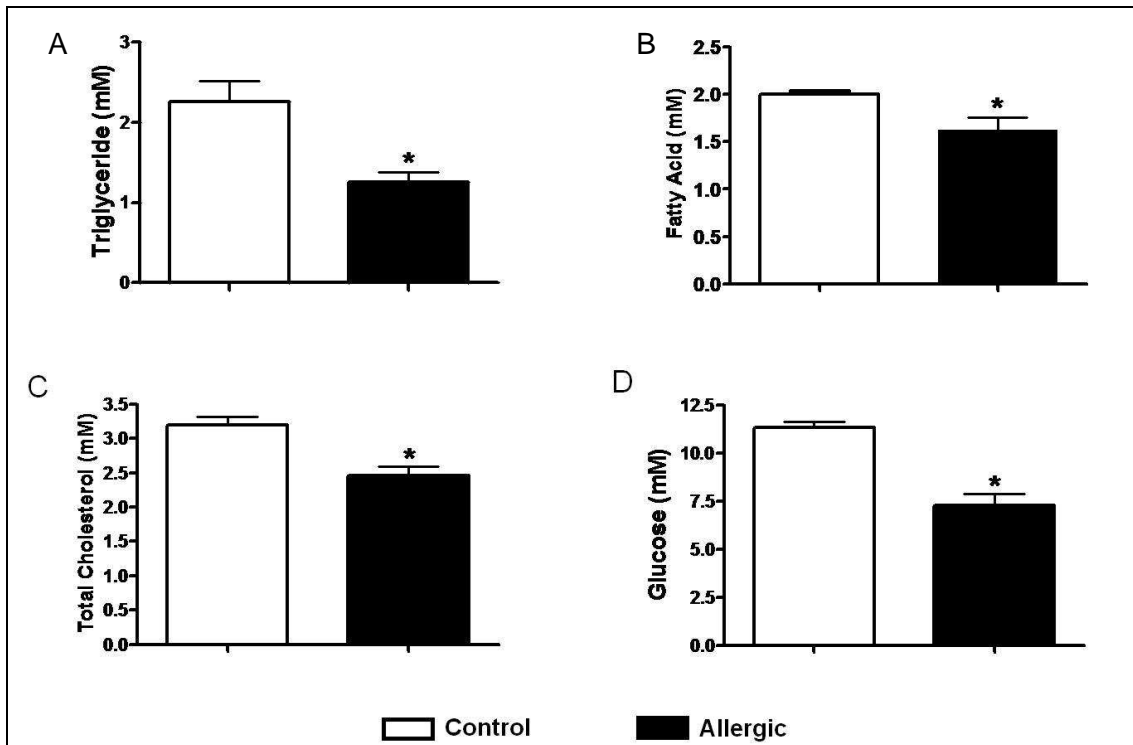 A
Triglyceride (mM)
3
2
1
0
*
B
Fatty Acid (mM)
2.5
2.0
1.5
1.0
0.5
0.0
*
C
Total Cholesterol (mM)
3.5
3.0
2.5
2.0
1.5
1.0
0.5
0.0
*
D
Glucose (mM)
12.5
10.0
7.5
5.0
2.5
0.0
*
Control
Allergic